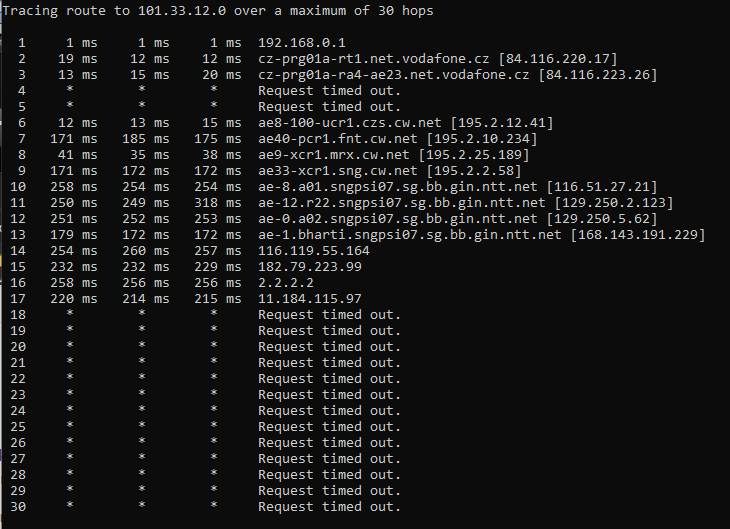 Tracing route to 101.33.12.0 over a maximum of 30 hops
1 1 ms 1 ms 1 ms 192.168.0.1
2 19 ms 12 ms 12 ms cz-prg01a-rt1.net.vodafone.cz [84.116.220.17]
3 13 ms 15 ms 20 ms cz-prg01a-ra4-ae23.net.vodafone.cz [84.116.223.26]
4 * * * Request timed out.
5 * * * Request timed out.
6 12 ms 13 ms 15 ms ae8-100-ucr1.czs.cw.net [195.2.12.41]
7 171 ms 185 ms 175 ms ae40-pcr1.fnt.cw.net [195.2.10.234]
8 41 ms 35 ms 38 ms ae9-xcr1.mrx.cw.net [195.2.25.189]
9 171 ms 172 ms 172 ms ae33-xcr1.sng.cw.net [195.2.2.58]
10 258 ms 254 ms 254 ms ae-8.a01.sngpsi07.sg.bb.gin.ntt.net [116.51.27.21]
11 250 ms 249 ms 318 ms ae-12.r22.sngpsi07.sg.bb.gin.ntt.net [129.250.2.123]
12 251 ms 252 ms 253 ms ae-0.a02.sngpsi07.sg.bb.gin.ntt.net [129.250.5.62]
13 179 ms 172 ms 172 ms ae-1.bharti.sngpsi07.sg.bb.gin.ntt.net [168.143.191.229]
14 254 ms 260 ms 257 ms 116.119.55.164
15 232 ms 232 ms 229 ms 182.79.223.99
16 258 ms 256 ms 256 ms 2.2.2.2
17 220 ms 214 ms 215 ms 11.184.115.97
18 * * * Request timed out.
19 * * * Request timed out.
20 * * * Request timed out.
21 * * * Request timed out.
22 * * * Request timed out.
23 * * * Request timed out.
24 * * * Request timed out.
25 * * * Request timed out.
26 * * * Request timed out.
27 * * * Request timed out.
28 * * * Request timed out.
29 * * * Request timed out.
30 * * * Request timed out.